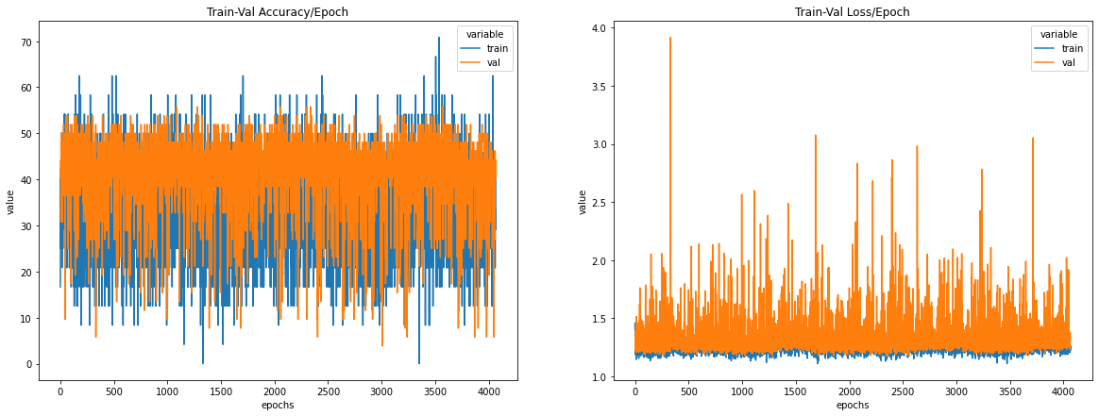 Train-Val Accuracy/Epoch
variable
train
val
70
60
50
40
30
20
10
0
value
0
500
1000
1500
2000
2500
3000
3500
4000
epochs
Train-Val Loss/Epoch
variable
train
val
4.0
3.5
3.0
2.5
2.0
1.5
1.0
value
0
500
1000
1500
2000
2500
3000
3500
4000
epochs